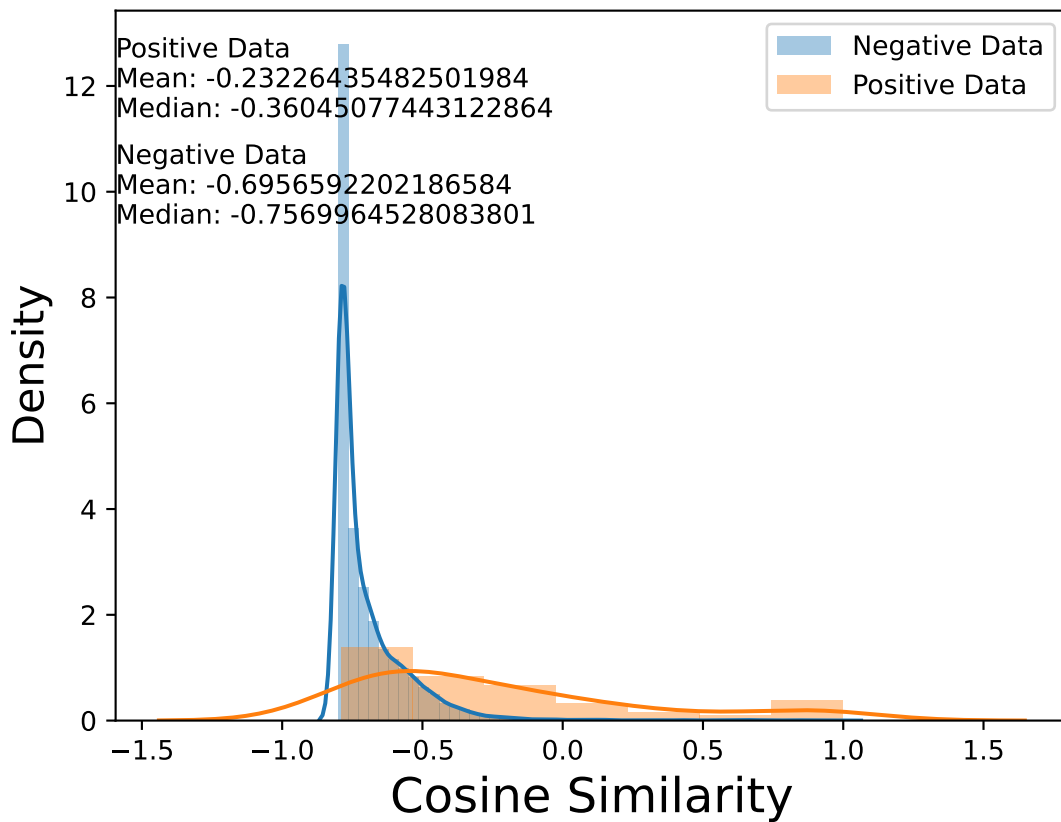 Positive Data
Mean: -0.23226435482501984
Median: -0.36045077443122864
Negative Data
Mean: -0.6956592202186584
Median: -0.7569964528083801
Negative Data
Positive Data
12
10
8
6
4
2
0
Density
−1.5
−1.0
−0.5
0.0
0.5
1.0
1.5
Cosine Similarity